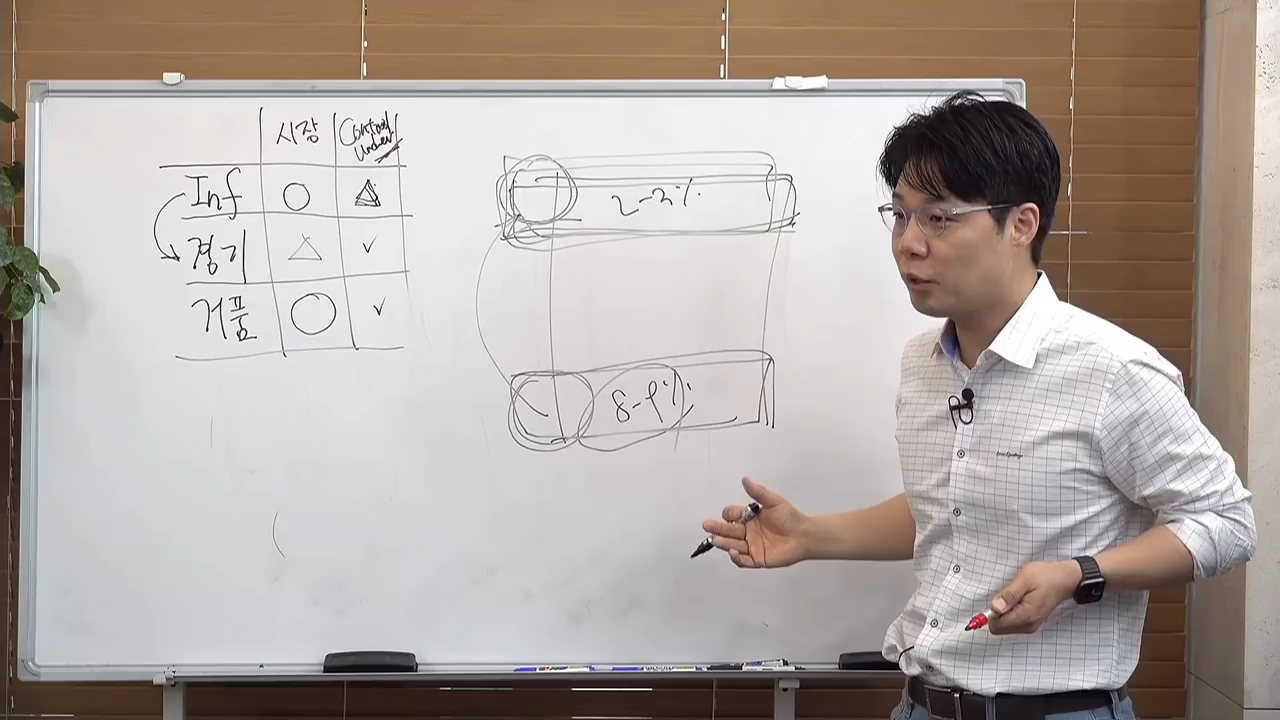 시장 Control
Under
Inf
경기
거품
2-3%
8-9%